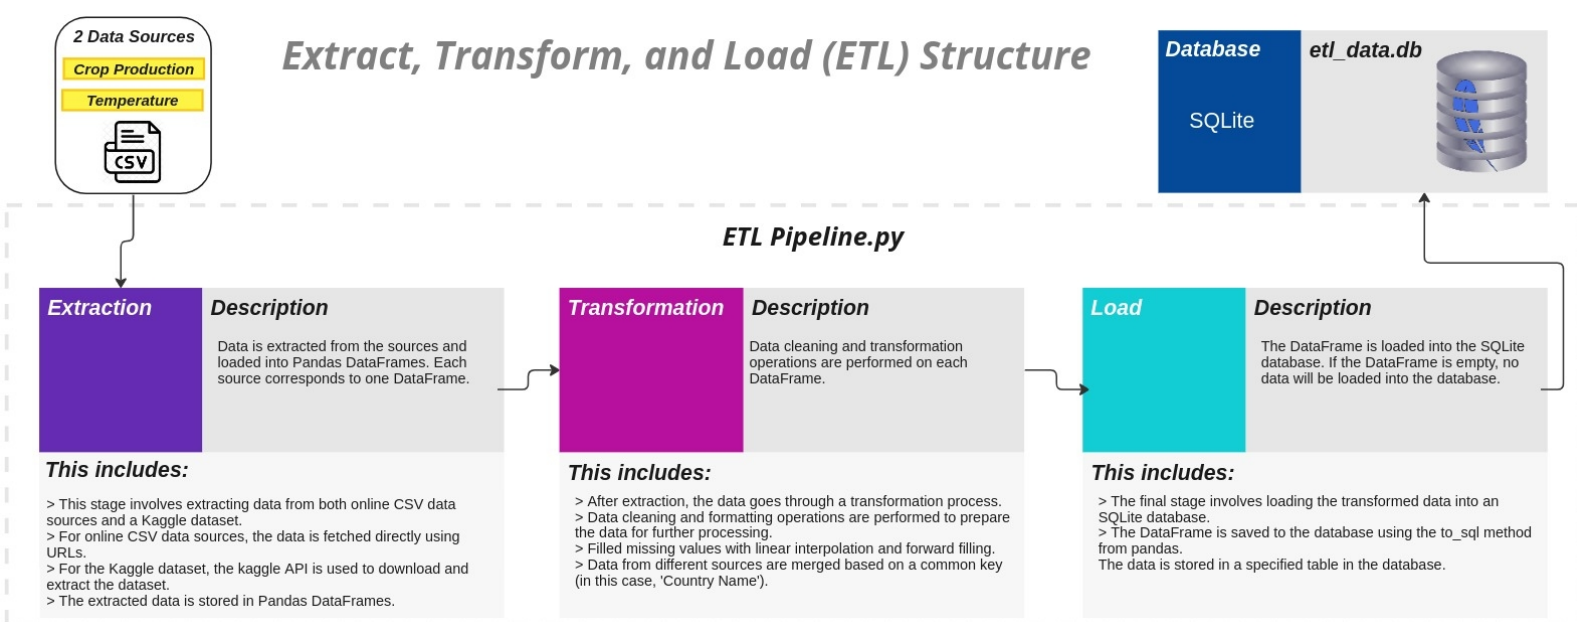 2 Data Sources
Crop Production
Temperature
CSV
Extract, Transform, and Load (ETL) Structure
Database
SQLite
etl_data.db
ETL Pipeline.py
Extraction
Description
Data is extracted from the sources and
loaded into Pandas DataFrames. Each
source corresponds to one DataFrame.
This includes:
> This stage involves extracting data from both online CSV data
sources and a Kaggle dataset.
> For online CSV data sources, the data is fetched directly using
URLs.
> For the Kaggle dataset, the kaggle API is used to download and
extract the dataset.
> The extracted data is stored in Pandas DataFrames.
Transformation
Description
Data cleaning and transformation
operations are performed on each
DataFrame.
This includes:
> After extraction, the data goes through a transformation process.
> Data cleaning and formatting operations are performed to prepare
the data for further processing.
> Filled missing values with linear interpolation and forward filling.
> Data from different sources are merged based on a common key
(in this case, 'Country Name').
Load
Description
The DataFrame is loaded into the SQLite
database. If the DataFrame is empty, no
data will be loaded into the database.
This includes:
> The final stage involves loading the transformed data into an
SQLite database.
> The DataFrame is saved to the database using the to_sql method
from pandas.
The data is stored in a specified table in the database.